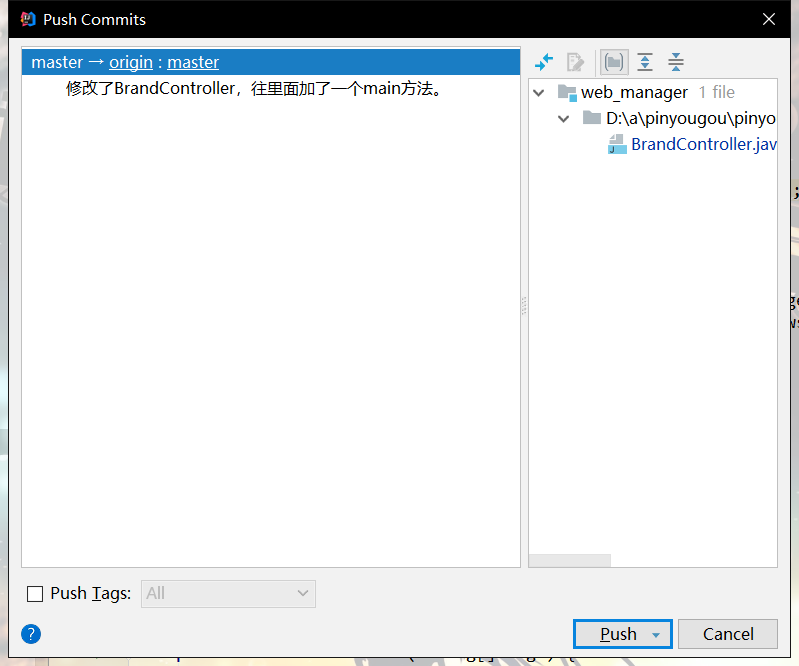 Push Commits
master → origin : master
修改了BrandController，往里面加了一个main方法。
web_manager 1 file
D:\a\pinyougou\pinyo
BrandController.jav
Push Tags: All
?
Push
Cancel